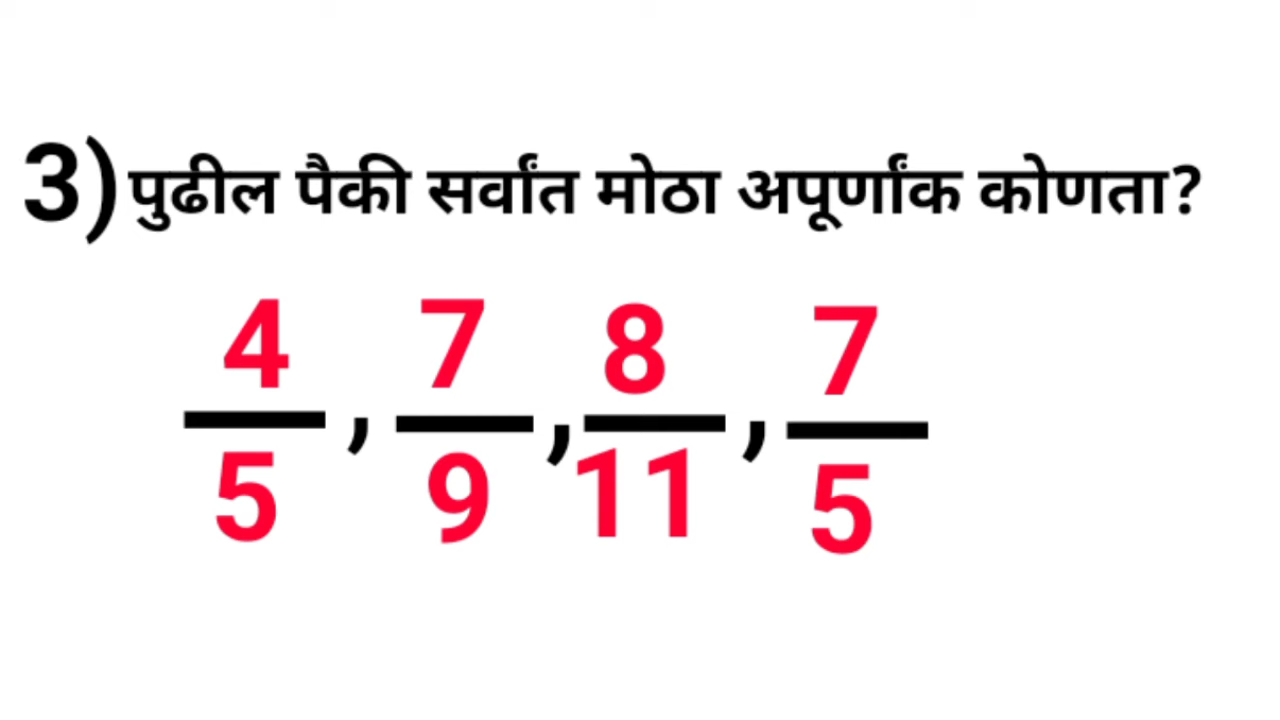 3) पुढील पैकी सर्वांत मोठा अपूर्णांक कोणता?
4/5 , 7/9 , 8/11 , 7/5